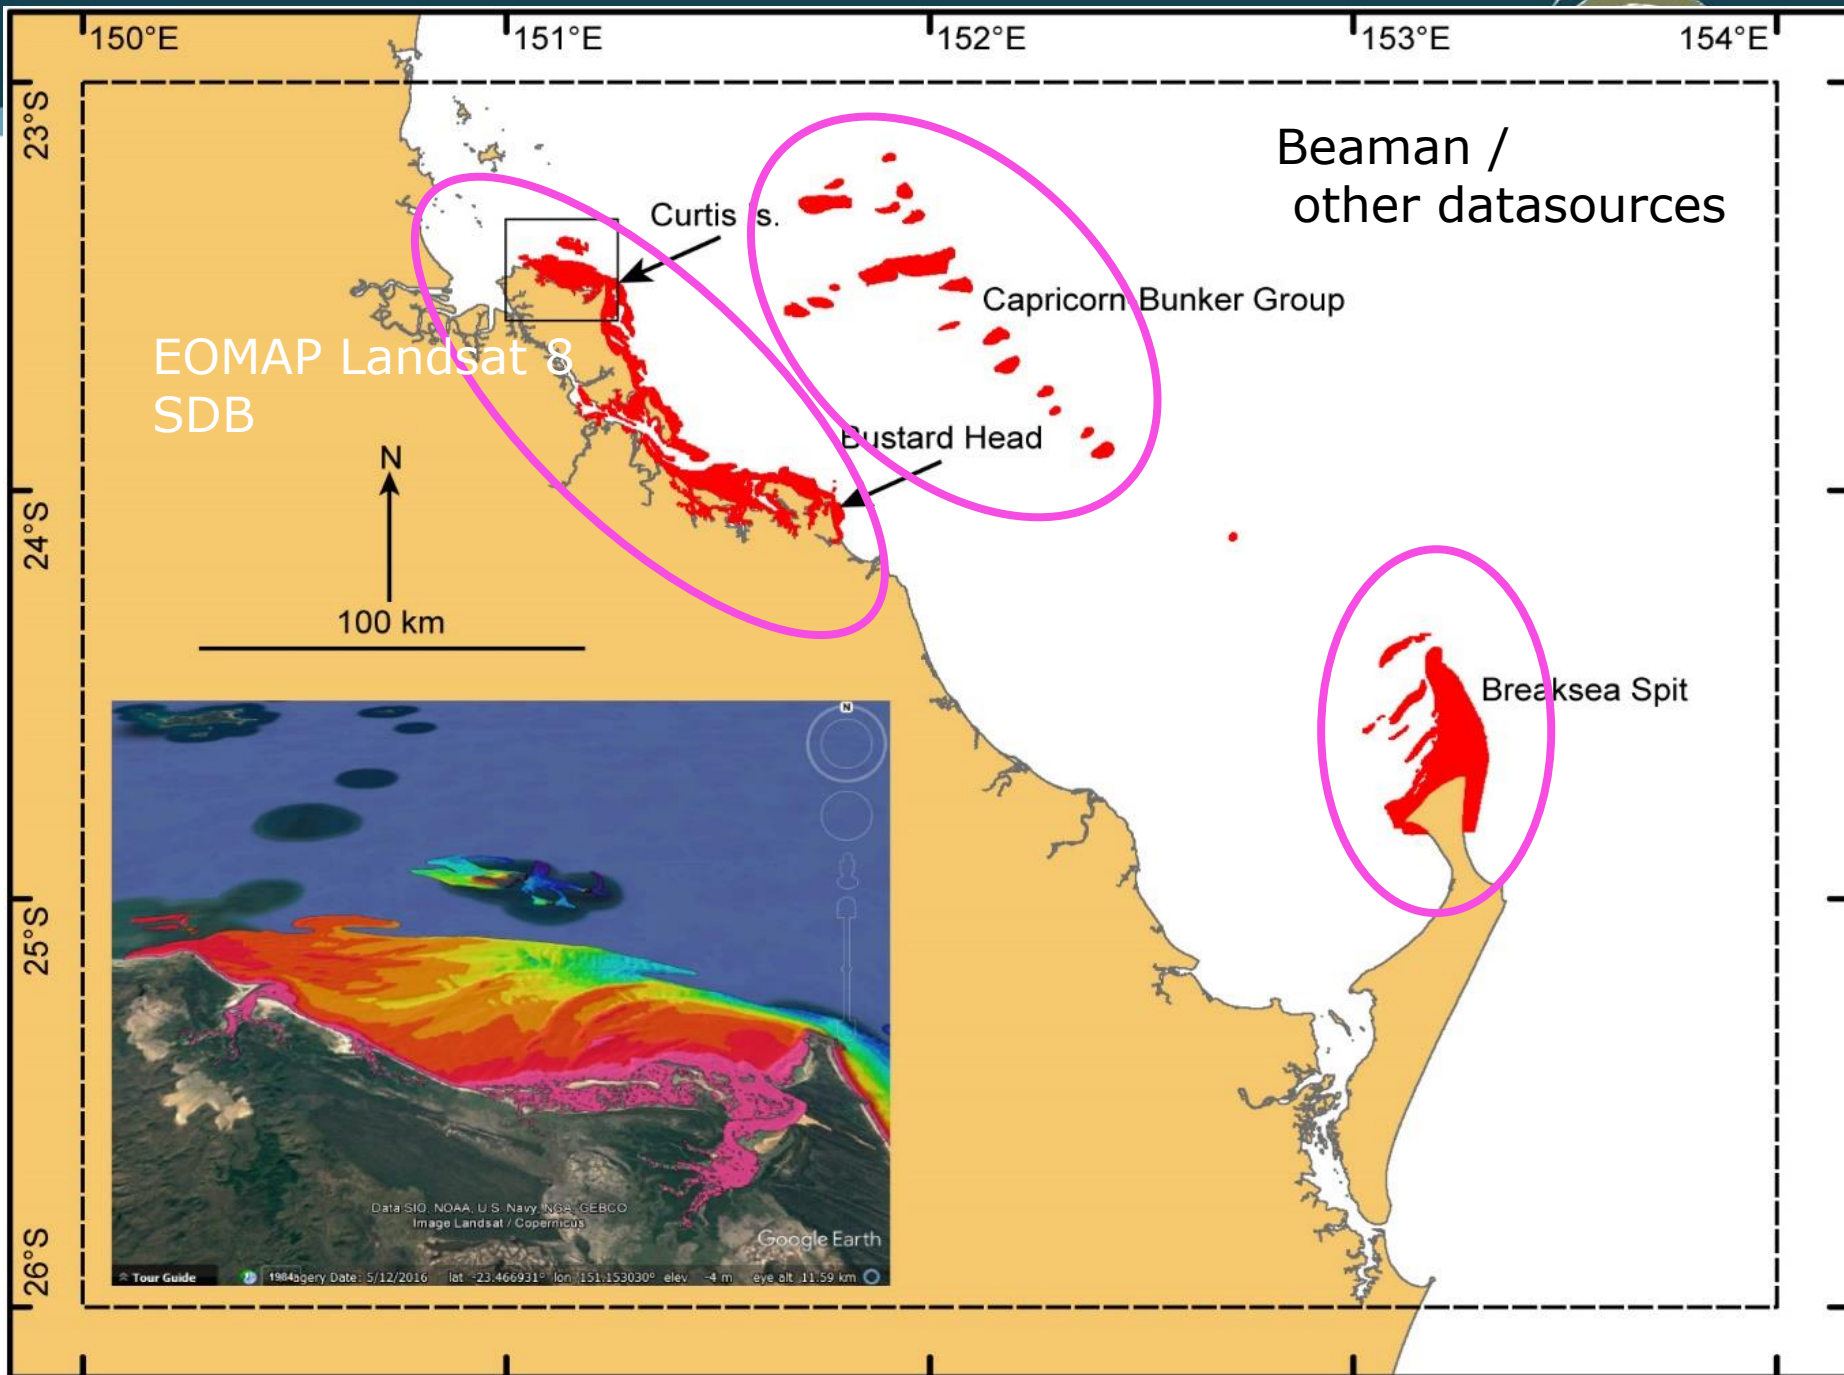 150°E
151°E
152°E
153°E
154°E
23°S
24°S
25°S
26°S
Beaman /
other datasources
Curtis Is.
Capricorn Bunker Group
EOMAP Landsat 8
SDB
Bustard Head
N
100 km
Breaksea Spit
N
Data SIO, NOAA, U.S. Navy, NGA, GEBCO
Image Landsat / Copernicus
Google Earth
Tour Guide
1984
agery Date: 5/12/2016 lat -23.466931° lon 151.153030° elev -4 m eye alt 11.59 km